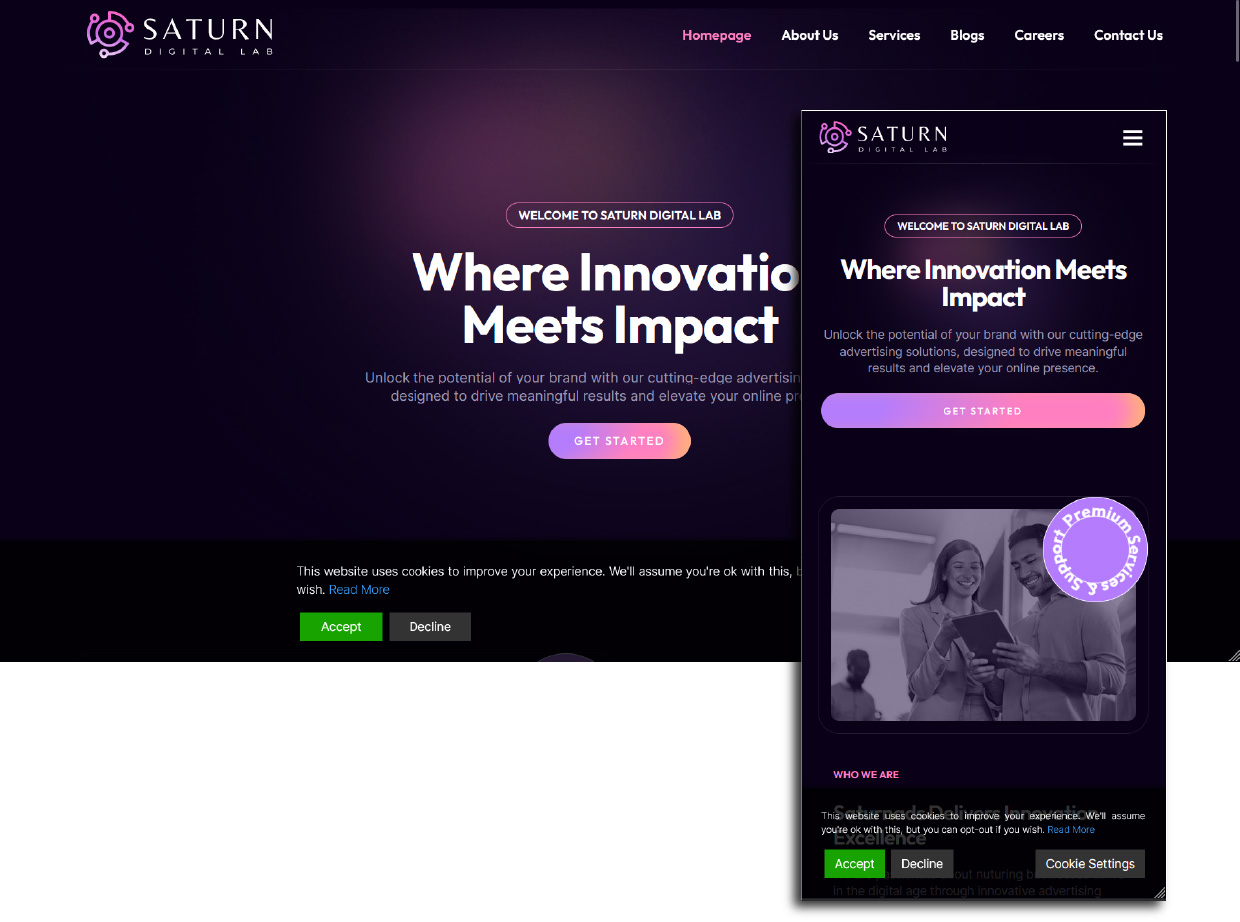 SATURN
DIGITAL LAB
Homepage About Us Services Blogs Careers Contact Us
WELCOME TO SATURN DIGITAL LAB
Where Innovatio
Meets Impact
Unlock the potential of your brand with our cutting-edge advertisin
designed to drive meaningful results and elevate your online pr
GET STARTED
This website uses cookies to improve your experience. We'll assume you're ok with this, b
wish. Read More
Accept Decline
SATURN
DIGITAL LAB
WELCOME TO SATURN DIGITAL LAB
Where Innovation Meets
Impact
Unlock the potential of your brand with our cutting-edge
advertising solutions, designed to drive meaningful
results and elevate your online presence.
GET STARTED
Premium Services & Support
WHO WE ARE
Saturnads Delivers Innovation
Excellence
This website uses cookies to improve your experience. We'll assume
you're ok with this, but you can opt-out if you wish. Read More
Accept Decline Cookie Settings
in the digital age through innovative advertising